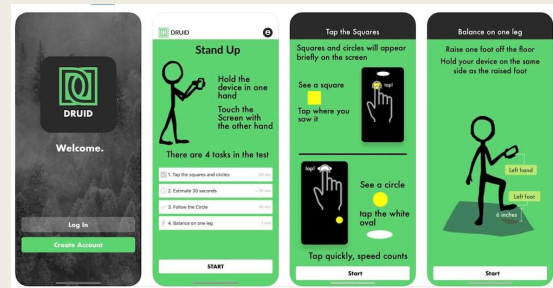 DRUID
Welcome.
Log In
Create Account
DRUID
Stand Up
Hold the
device in one
hand
Touch the
Screen with
the other hand
There are 4 tasks in the test
1. Tap the squares and circles
2. Estimate 30 seconds
3. Follow the Circle
4. Balance on one leg
START
Tap the Squares
Squares and circles will appear
briefly on the screen
See a square
Tap where you
saw it
tap!
tap!
See a circle
tap the white
oval
Tap quickly, speed counts
Start
Balance on one leg
Raise one foot off the floor
Hold your device on the same
side as the raised foot
Left hand
Left foot
6 inches
Start